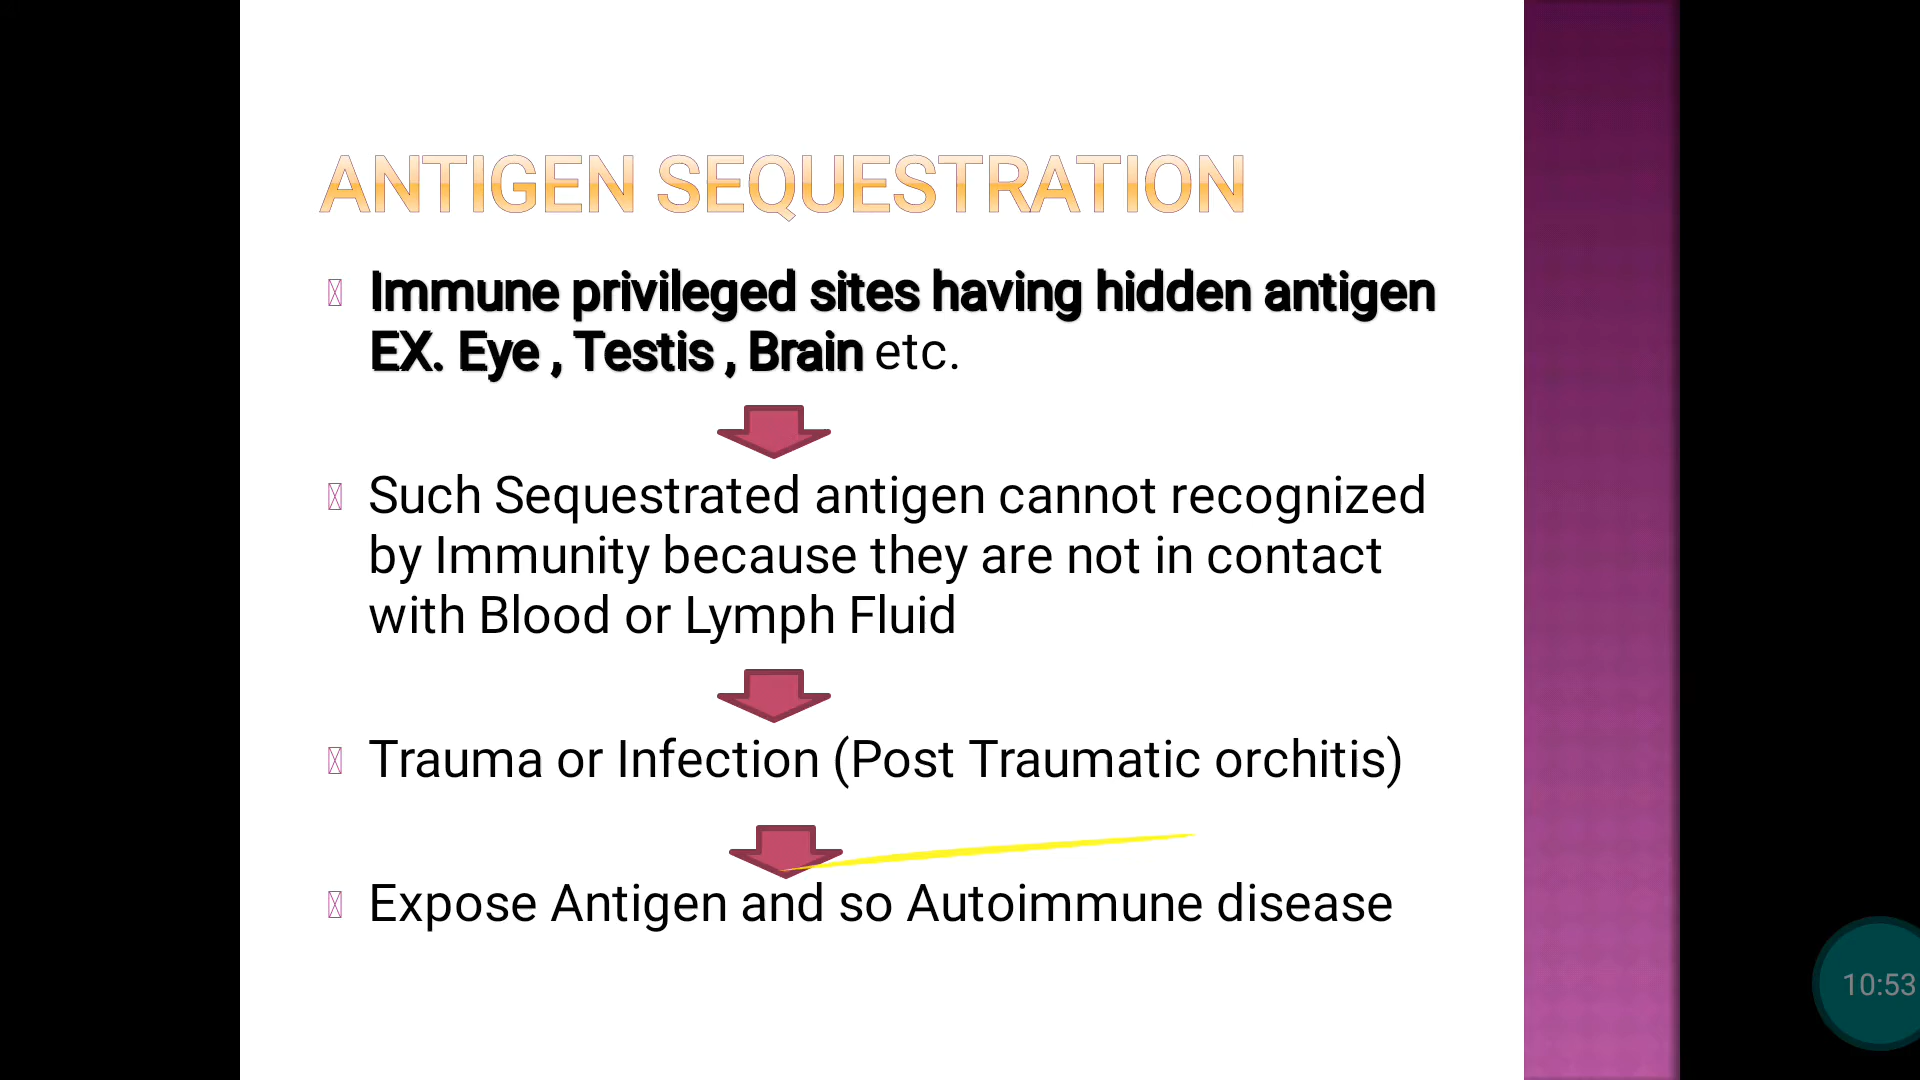 ANTIGEN SEQUESTRATION
Immune privileged sites having hidden antigen
EX. Eye , Testis , Brain etc.
Such Sequestrated antigen cannot recognized
by Immunity because they are not in contact
with Blood or Lymph Fluid
Trauma or Infection (Post Traumatic orchitis)
Expose Antigen and so Autoimmune disease
10:53